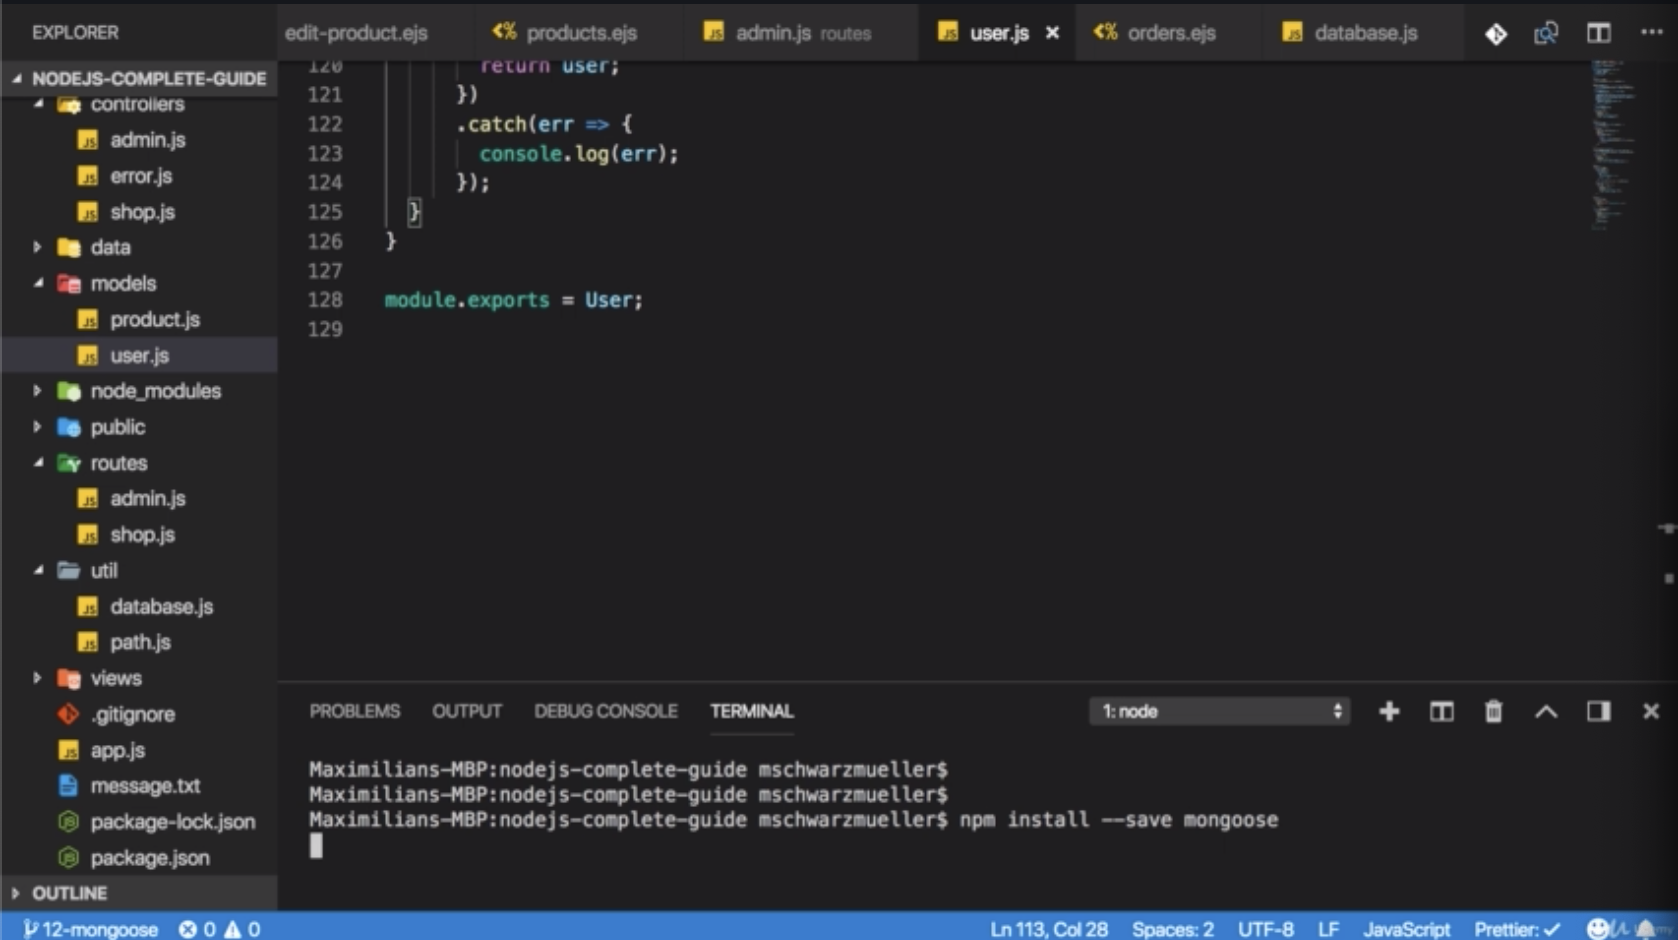 EXPLORER
edit-product.ejs
products.ejs
admin.js routes
user.js
orders.ejs
database.js
NODEJS-COMPLETE-GUIDE
controllers
admin.js
error.js
shop.js
data
models
product.js
user.js
node_modules
public
routes
admin.js
shop.js
util
database.js
path.js
views
.gitignore
app.js
message.txt
package-lock.json
package.json
OUTLINE
120 return user;
121 })
122 .catch(err => {
123 console.log(err);
124 });
125 }
126 }
127
128 module.exports = User;
129
PROBLEMS OUTPUT DEBUG CONSOLE TERMINAL 1: node
Maximilians-MBP:nodejs-complete-guide mschwarzmueller$
Maximilians-MBP:nodejs-complete-guide mschwarzmueller$
Maximilians-MBP:nodejs-complete-guide mschwarzmueller$ npm install --save mongoose
12-mongoose 0 0 Ln 113, Col 28 Spaces: 2 UTF-8 LF JavaScript Prettier: ✓